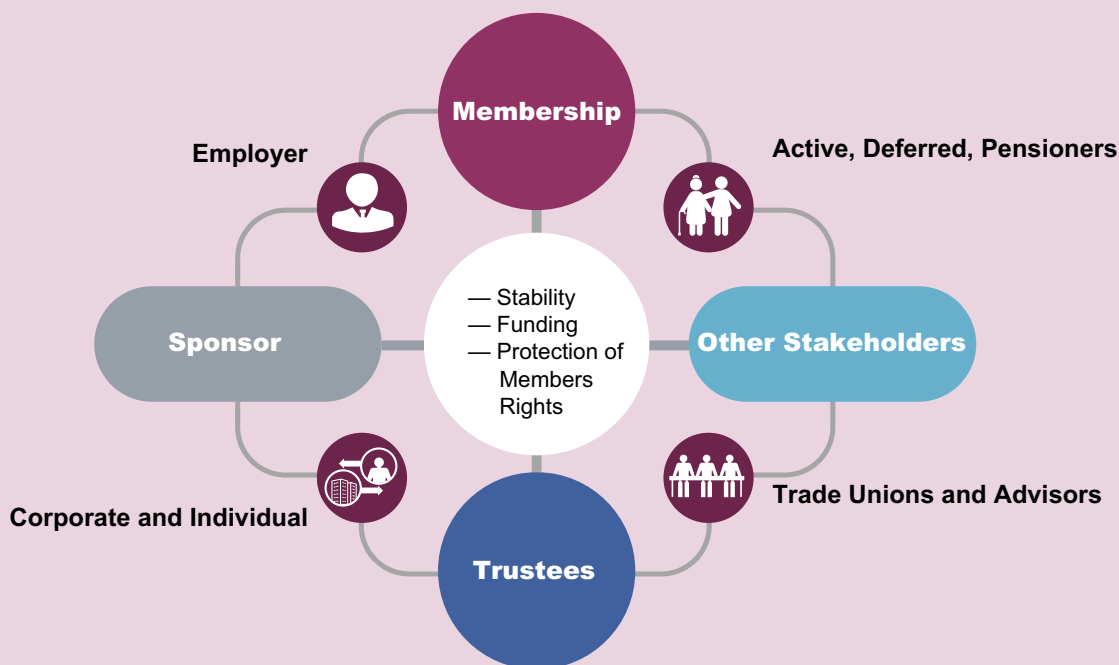 Membership
Employer
Active, Deferred, Pensioners
— Stability
— Funding
— Protection of
Members
Rights
Sponsor
Other Stakeholders
Corporate and Individual
Trade Unions and Advisors
Trustees